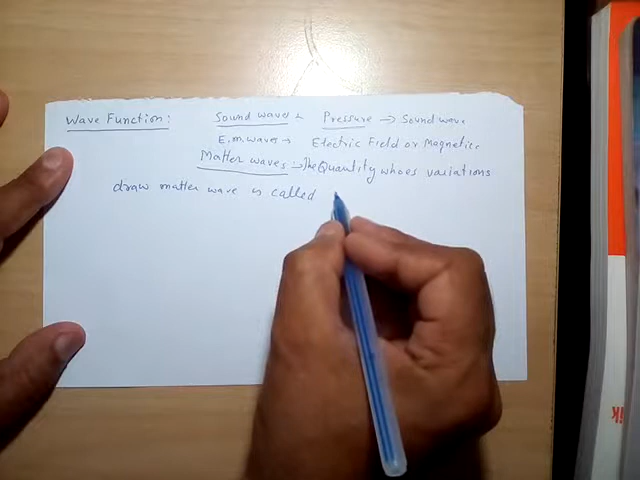 Wave Function: Sound wave Pressure → Sound wave
E.m. waves → Electric Field or Magnetic
Matter waves → The Quantity whoes variations
draw matter wave is called